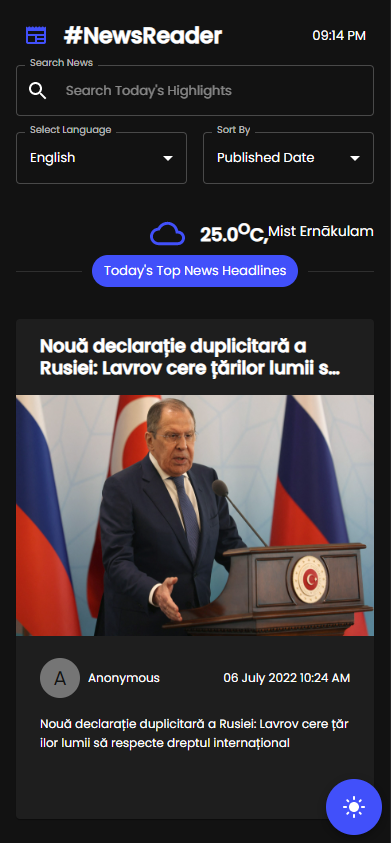 #NewsReader
09:14 PM
Search News
Search Today's Highlights
Select Language
Sort By
English
Published Date
25.0°C, Mist Ernākulam
Today's Top News Headlines
Nouă declarație duplicitară a
Rusiei: Lavrov cere țărilor lumii s...
A
Anonymous
06 July 2022 10:24 AM
Nouă declarație duplicitară a Rusiei: Lavrov cere țăr
ilor lumii să respecte dreptul internațional